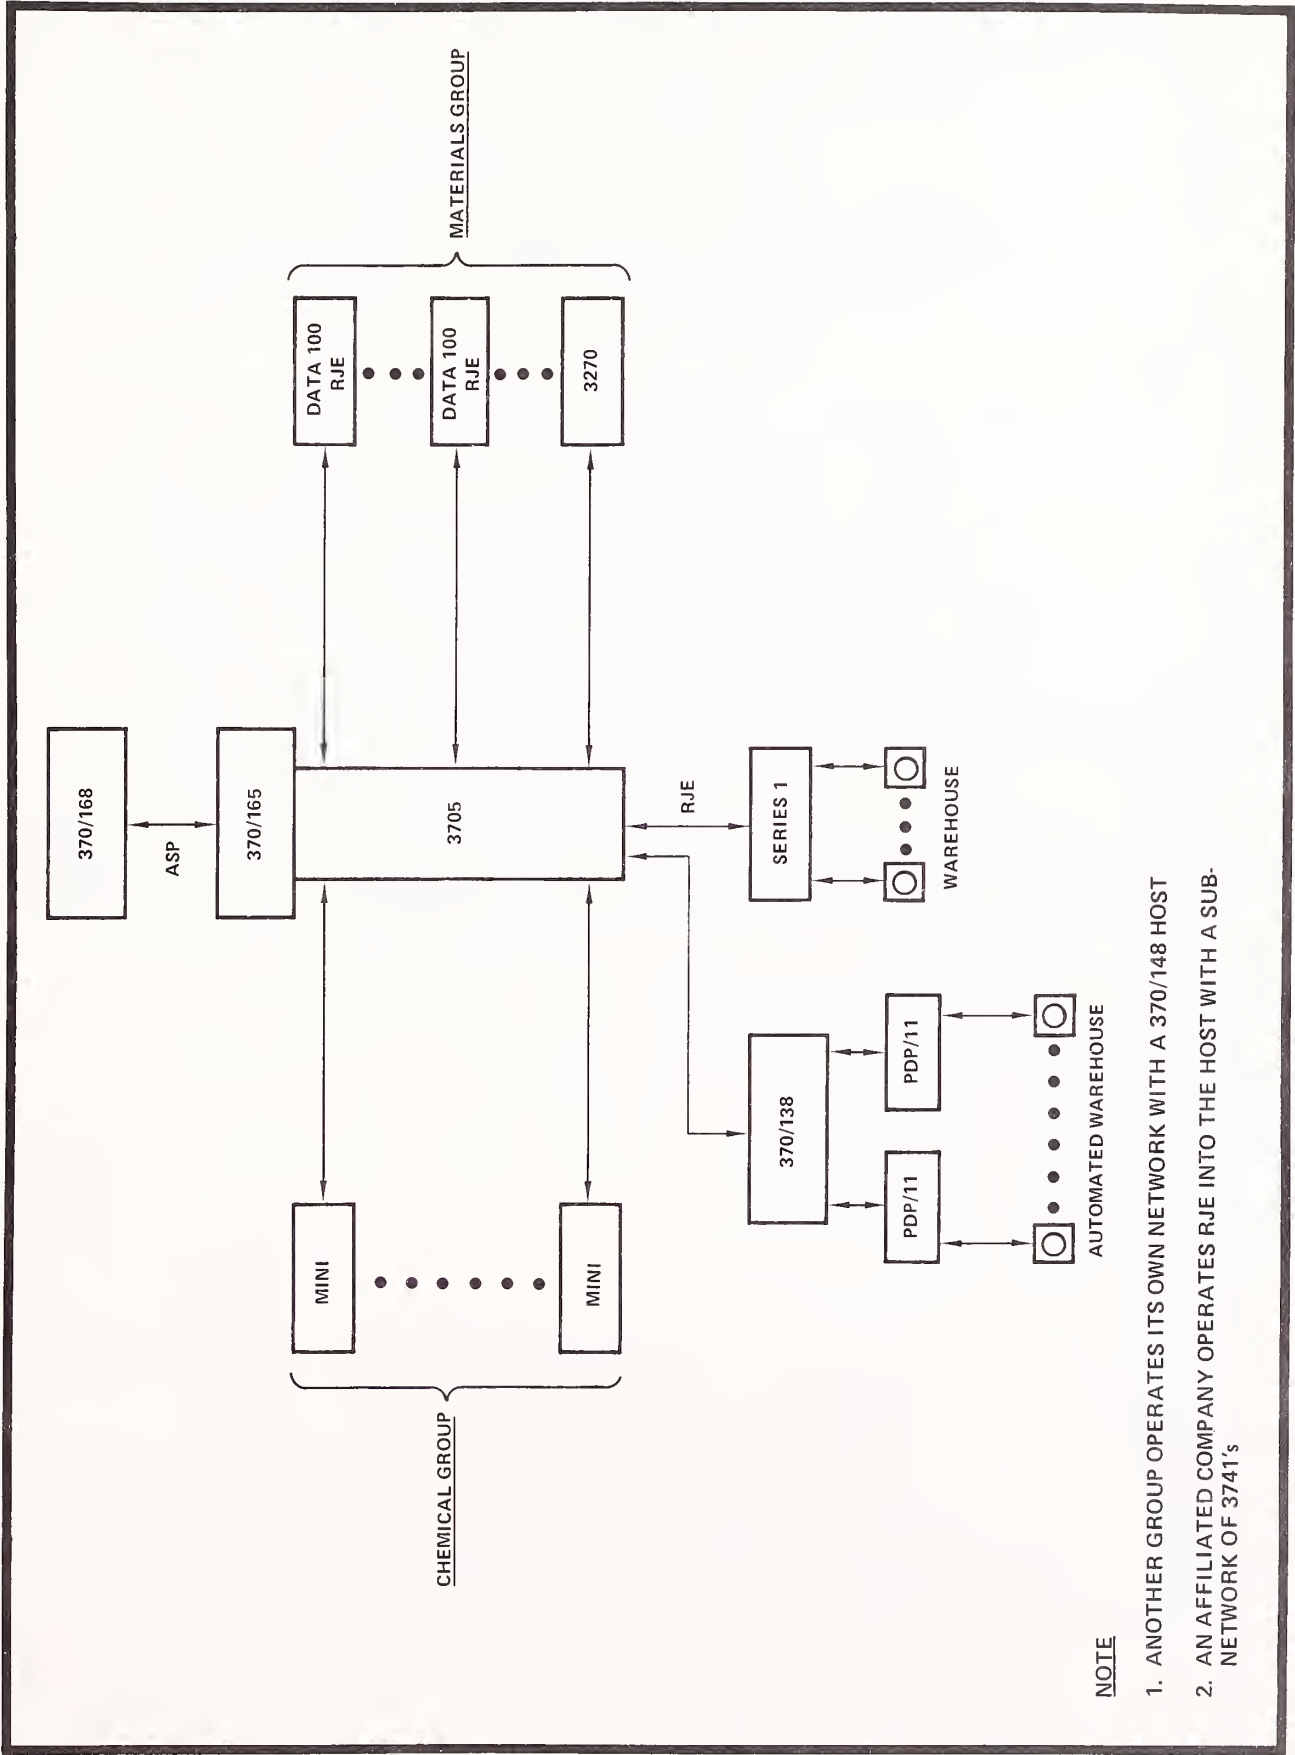 370/168
ASP
370/165
3705
CHEMICAL GROUP
MINI
MINI
DATA 100
RJE
DATA 100
RJE
3270
MATERIALS GROUP
RJE
SERIES 1
WAREHOUSE
370/138
PDP/11
PDP/11
AUTOMATED WAREHOUSE
NOTE
1. ANOTHER GROUP OPERATES ITS OWN NETWORK WITH A 370/148 HOST
2. AN AFFILIATED COMPANY OPERATES RJE INTO THE HOST WITH A SUB-
NETWORK OF 3741's